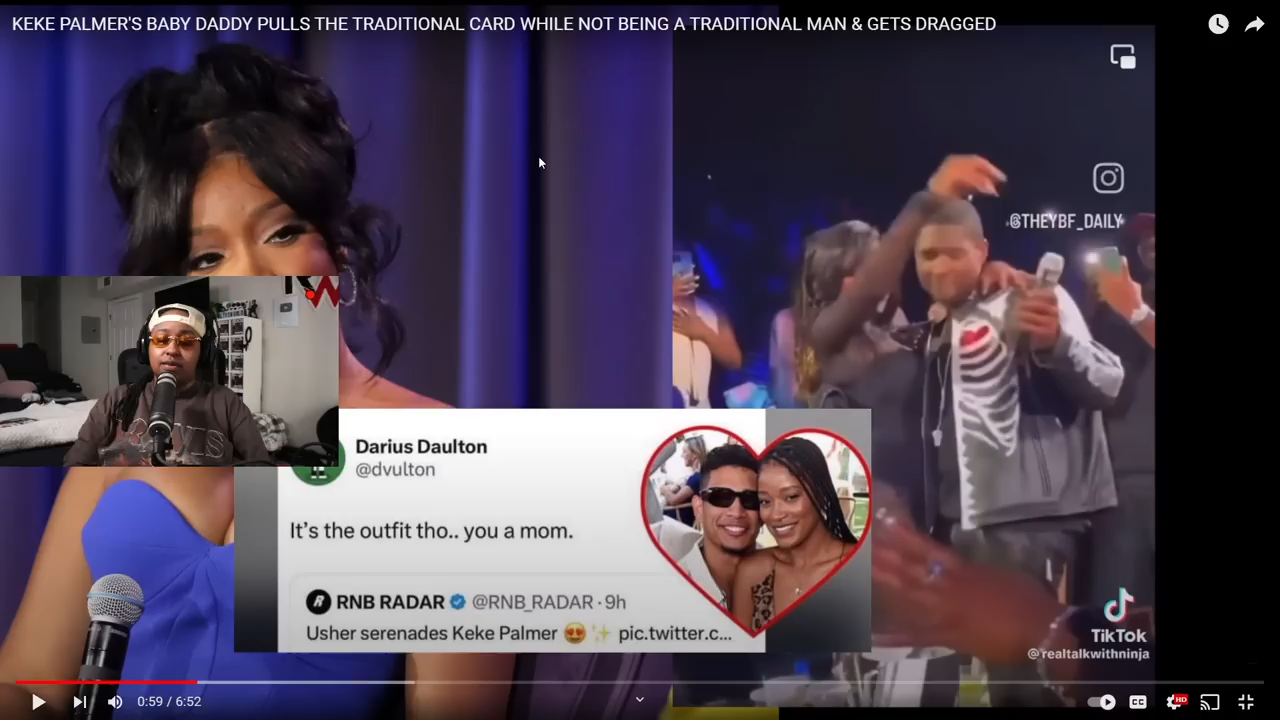 KEKE PALMER'S BABY DADDY PULLS THE TRADITIONAL CARD WHILE NOT BEING A TRADITIONAL MAN & GETS DRAGGED
@THEYBF_DAILY
Darius Daulton
@dvulton
It's the outfit tho.. you a mom.
RNB RADAR @RNB_RADAR · 9h
Usher serenades Keke Palmer 😍✨ pic.twitter.c...
TikTok
@realtalkwithninja
0:59 / 6:52
CC
HD